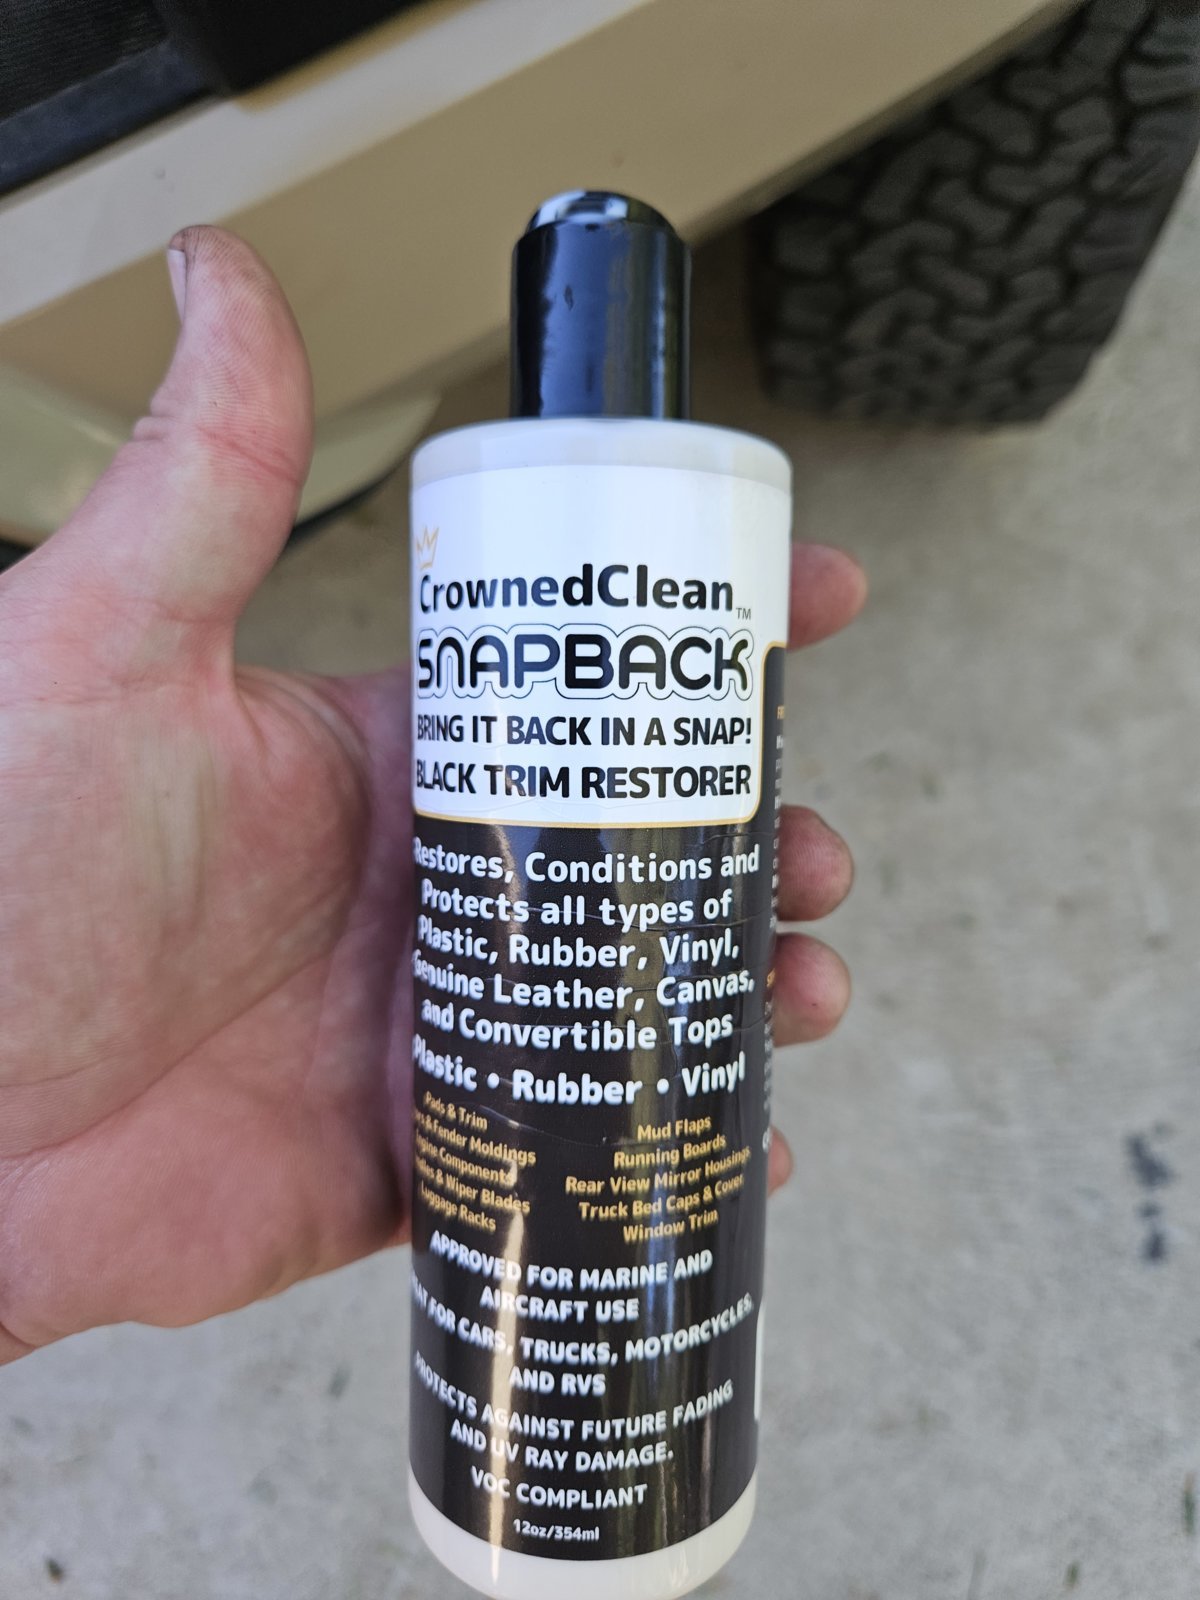 CrownedClean™
SNAPBACK
BRING IT BACK IN A SNAP!
BLACK TRIM RESTORER
Restores, Conditions and
Protects all types of
Plastic, Rubber, Vinyl,
Genuine Leather, Canvas,
and Convertible Tops
Plastic • Rubber • Vinyl
Pads & Trim
& Fender Moldings
Engine Components
& Wiper Blades
Luggage Racks
Mud Flaps
Running Boards
Rear View Mirror Housings
Truck Bed Caps & Cover
Window Trim
APPROVED FOR MARINE AND
AIRCRAFT USE
FOR CARS, TRUCKS, MOTORCYCLES,
AND RVS
PROTECTS AGAINST FUTURE FADING
AND UV RAY DAMAGE.
VOC COMPLIANT
12oz/354ml